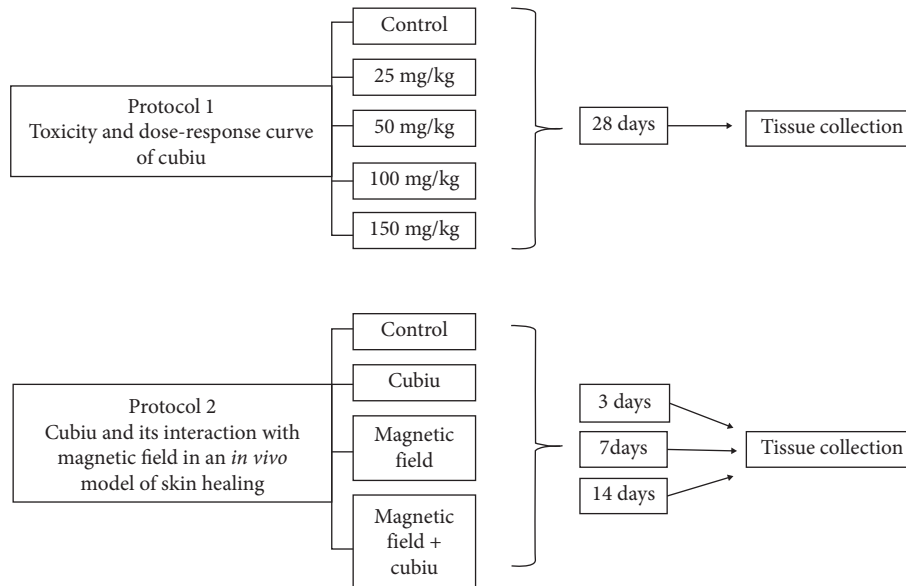 Control
25 mg/kg
Protocol 1
Toxicity and dose-response curve
of cubiu
50 mg/kg
100 mg/kg
150 mg/kg
28 days
Tissue collection
Control
Cubiu
Protocol 2
Cubiu and its interaction with
magnetic field in an in vivo
model of skin healing
Magnetic
field
Magnetic
field +
cubiu
3 days
7days
14 days
Tissue collection